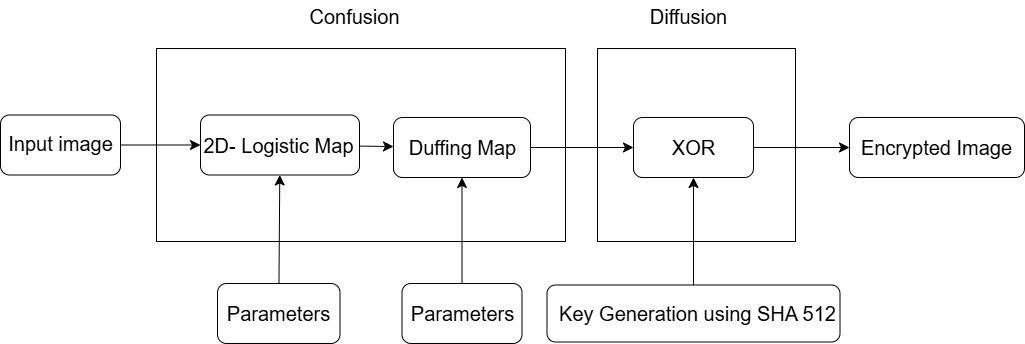 Confusion
Diffusion
Input image
2D- Logistic Map
Duffing Map
XOR
Encrypted Image
Parameters
Parameters
Key Generation using SHA 512